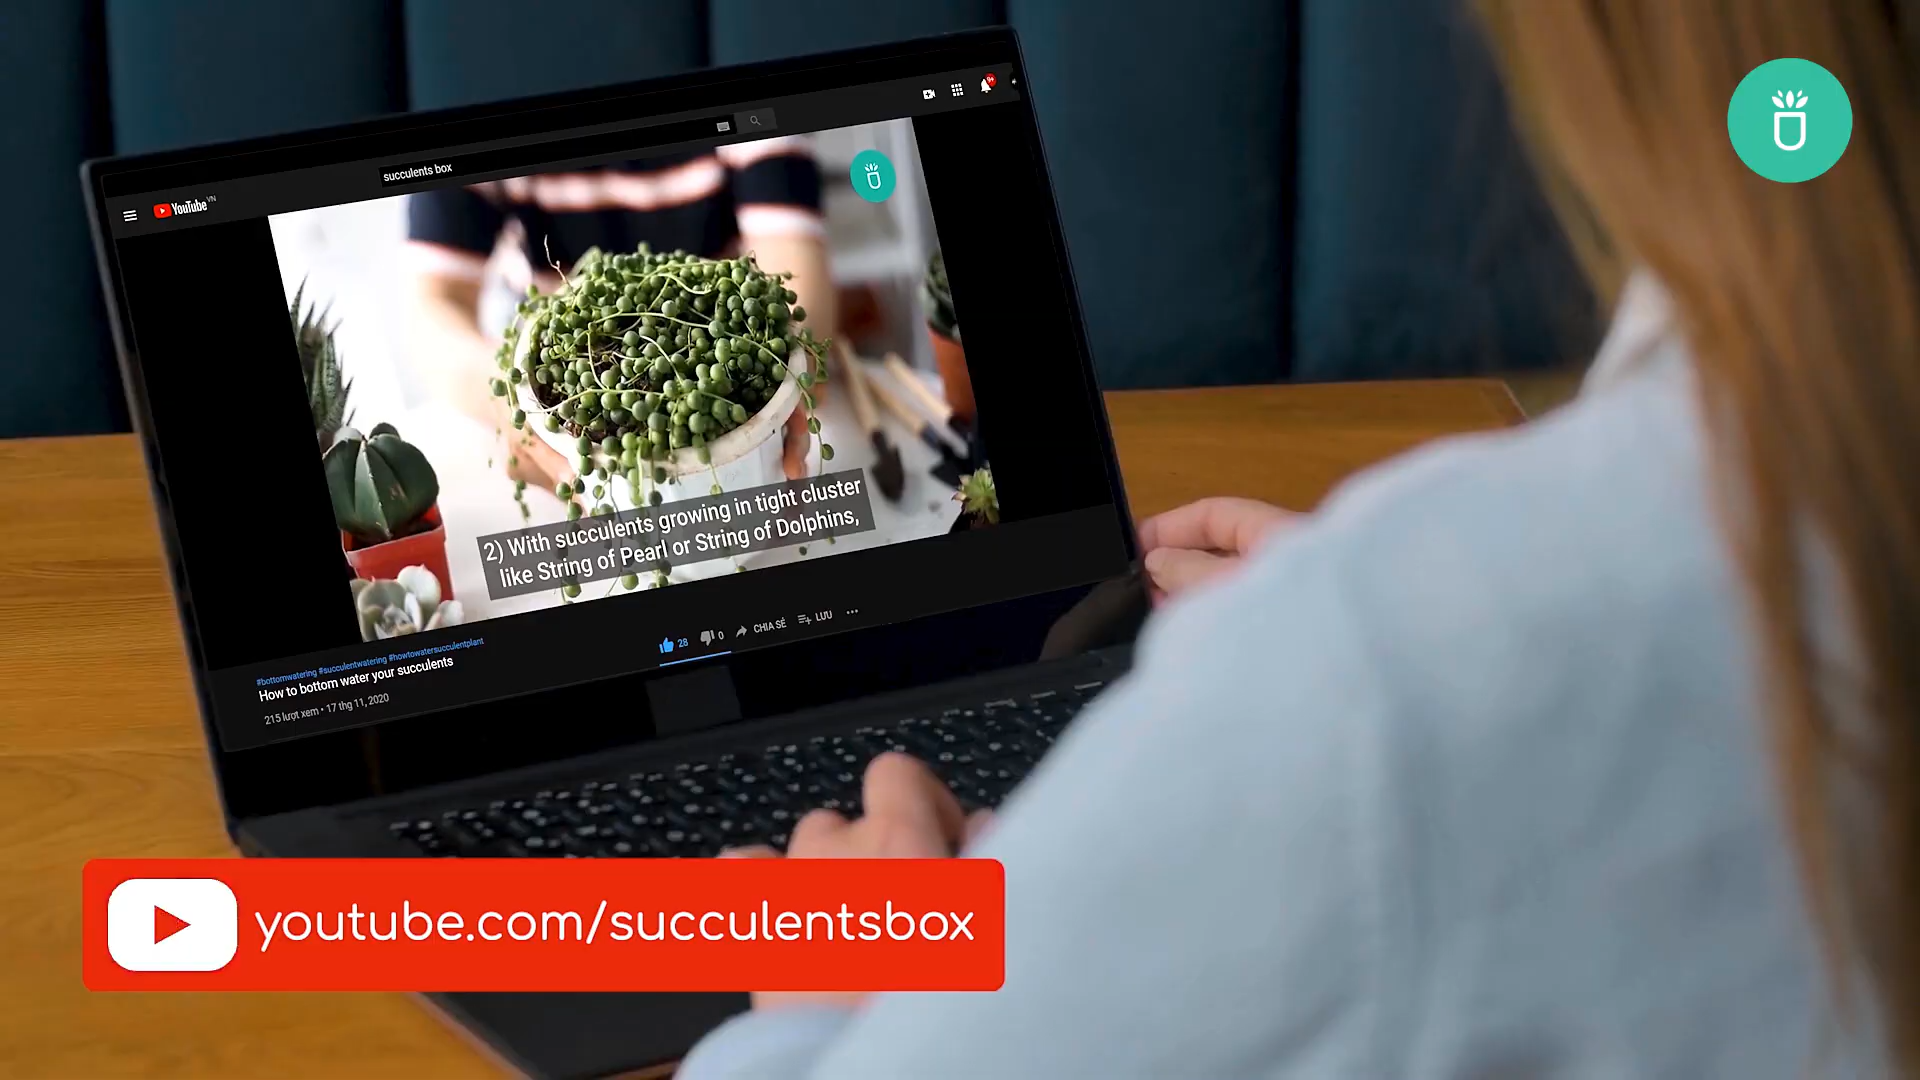 succulents box
YouTube VN
9+
2) With succulents growing in tight cluster
like String of Pearl or String of Dolphins,
#bottomwatering #succulentwatering #howtowatersucculentplant
How to bottom water your succulents
215 lượt xem • 17 thg 11, 2020
28
0
CHIA SẺ
LƯU
youtube.com/succulentsbox